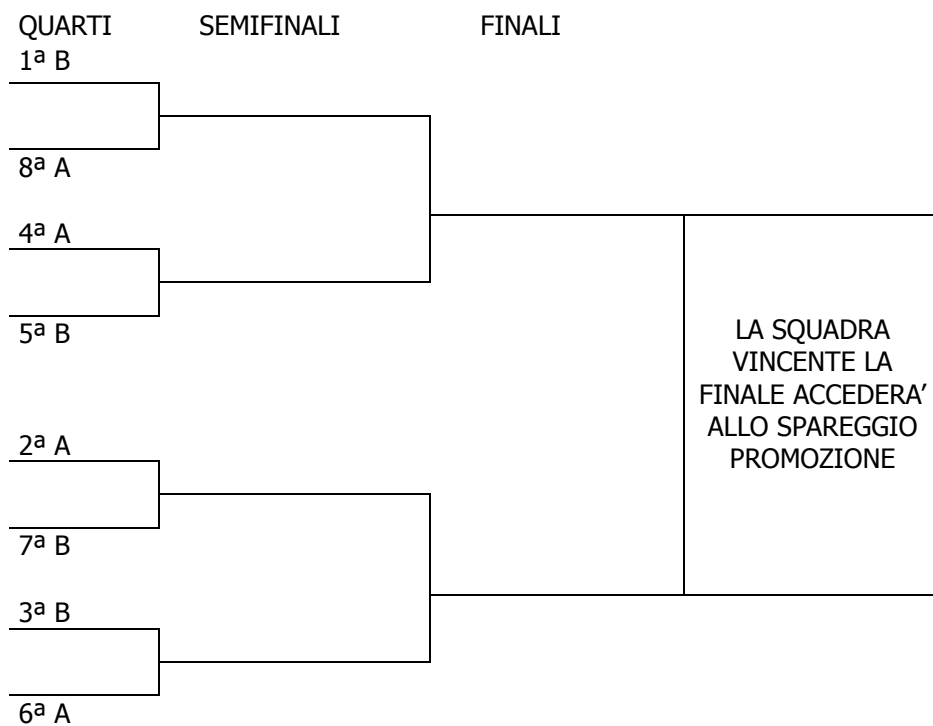 QUARTI SEMIFINALI FINALI
1ª B
8ª A
4ª A
5ª B
2ª A
7ª B
3ª B
6ª A
LA SQUADRA
VINCENTE LA
FINALE ACCEDERA’
ALLO SPAREGGIO
PROMOZIONE